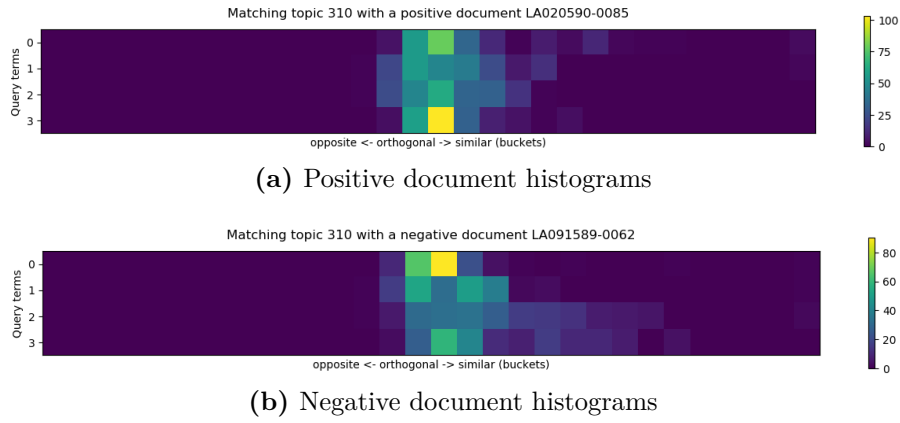 Matching topic 310 with a positive document LA020590-0085
Query terms
0
1
2
3
opposite <- orthogonal -> similar (buckets)
100
75
50
25
0
(a) Positive document histograms
Matching topic 310 with a negative document LA091589-0062
Query terms
0
1
2
3
opposite <- orthogonal -> similar (buckets)
80
60
40
20
0
(b) Negative document histograms